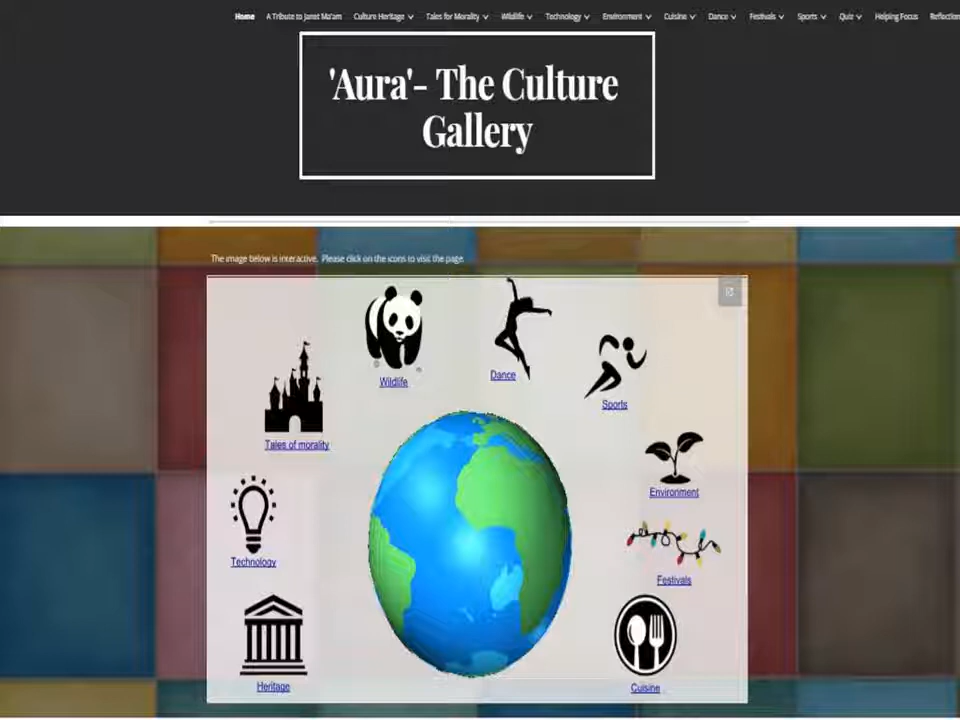 Home A Tribute to Janet Ma'am Culture Heritage Tales for Morality Wildlife Technology Environment Cuisine Dance Festivals Sports Quiz Helping Focus Reflection
'Aura'- The Culture
Gallery
The image below is interactive. Please click on the icons to visit the page.
Wildlife
Dance
Sports
Tales of morality
Environment
Technology
Festivals
Heritage
Cuisine